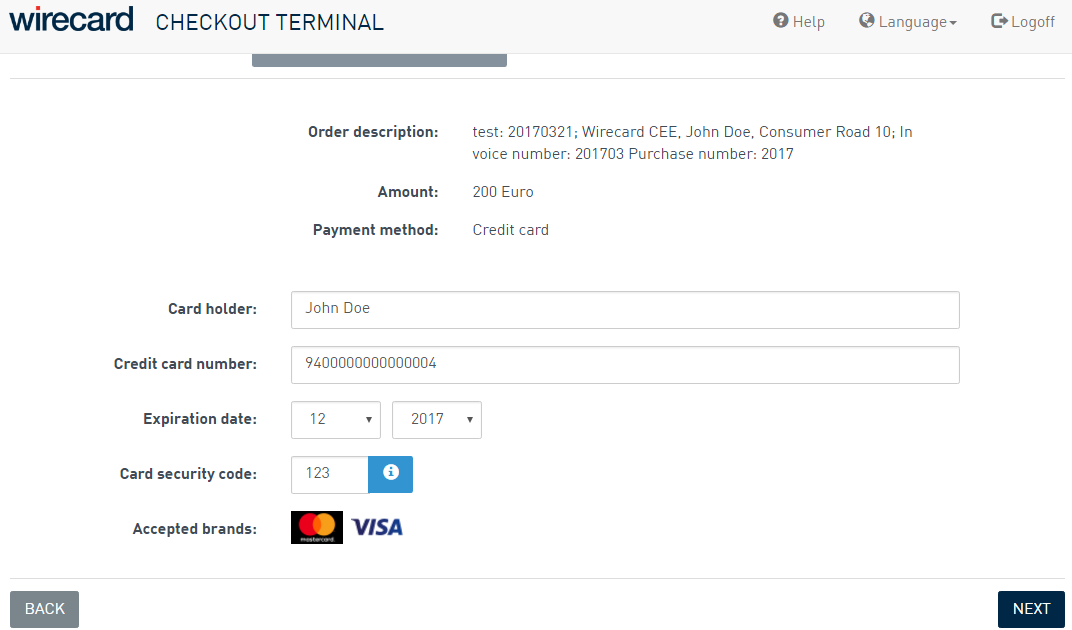 wirecard CHECKOUT TERMINAL Help Language Logoff
Order description: test: 20170321; Wirecard CEE, John Doe, Consumer Road 10; In
voice number: 201703 Purchase number: 2017
Amount: 200 Euro
Payment method: Credit card
Card holder: John Doe
Credit card number: 9400000000000004
Expiration date: 12 2017
Card security code: 123
Accepted brands: mastercard VISA
BACK NEXT